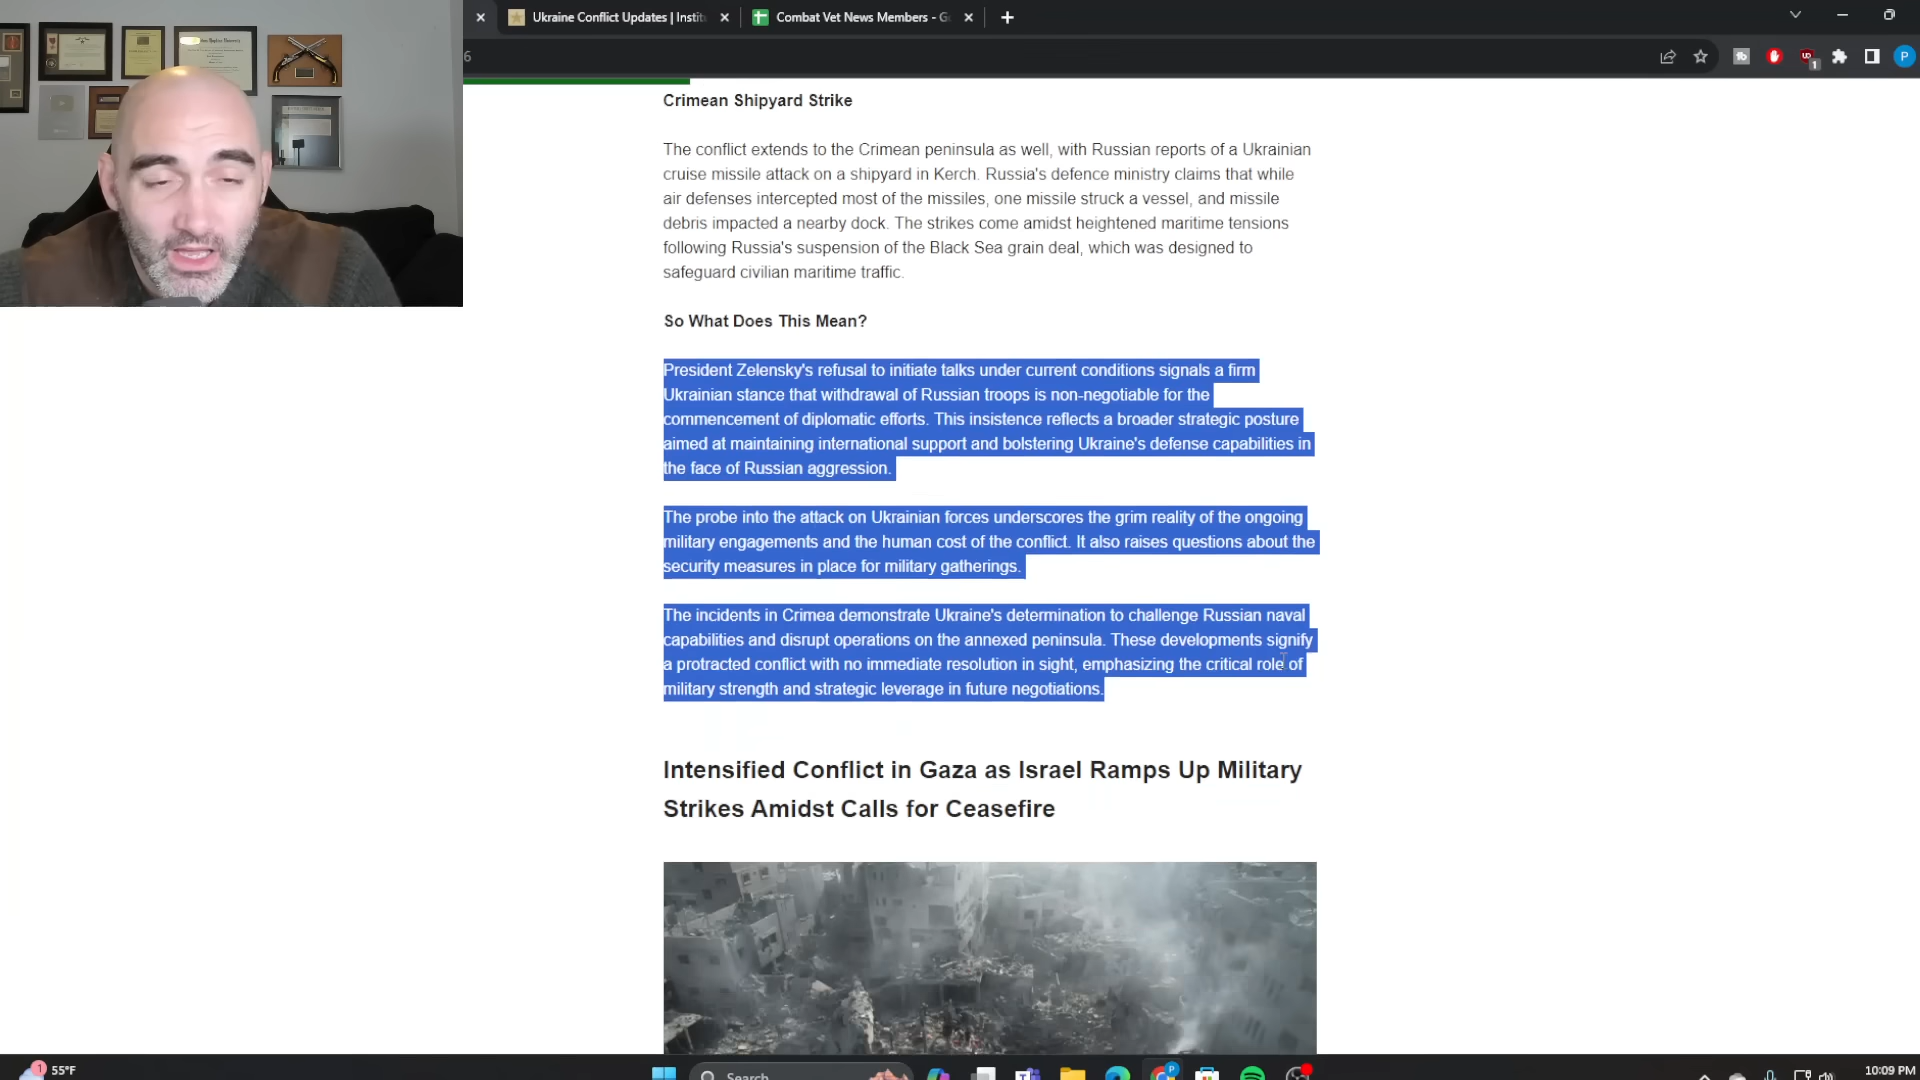 Ukraine Conflict Updates | Instit
Combat Vet News Members - G
6
1
P
Crimean Shipyard Strike
The conflict extends to the Crimean peninsula as well, with Russian reports of a Ukrainian
cruise missile attack on a shipyard in Kerch. Russia's defence ministry claims that while
air defenses intercepted most of the missiles, one missile struck a vessel, and missile
debris impacted a nearby dock. The strikes come amidst heightened maritime tensions
following Russia's suspension of the Black Sea grain deal, which was designed to
safeguard civilian maritime traffic.
So What Does This Mean?
President Zelensky's refusal to initiate talks under current conditions signals a firm
Ukrainian stance that withdrawal of Russian troops is non-negotiable for the
commencement of diplomatic efforts. This insistence reflects a broader strategic posture
aimed at maintaining international support and bolstering Ukraine's defense capabilities in
the face of Russian aggression.
The probe into the attack on Ukrainian forces underscores the grim reality of the ongoing
military engagements and the human cost of the conflict. It also raises questions about the
security measures in place for military gatherings.
The incidents in Crimea demonstrate Ukraine's determination to challenge Russian naval
capabilities and disrupt operations on the annexed peninsula. These developments signify
a protracted conflict with no immediate resolution in sight, emphasizing the critical role of
military strength and strategic leverage in future negotiations.
Intensified Conflict in Gaza as Israel Ramps Up Military
Strikes Amidst Calls for Ceasefire
1
55°F
Search
P
10:09 PM